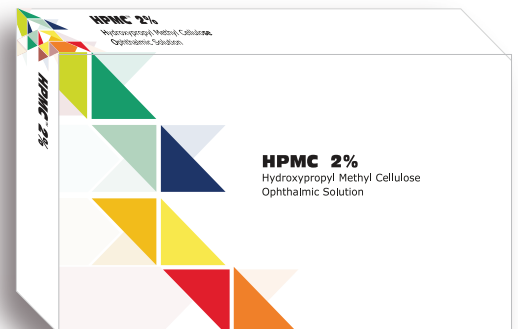 HPMC 2%
Hydroxypropyl Methyl Cellulose
Ophthalmic Solution
HPMC 2%
HPMC 2%
Hydroxypropyl Methyl Cellulose
Ophthalmic Solution